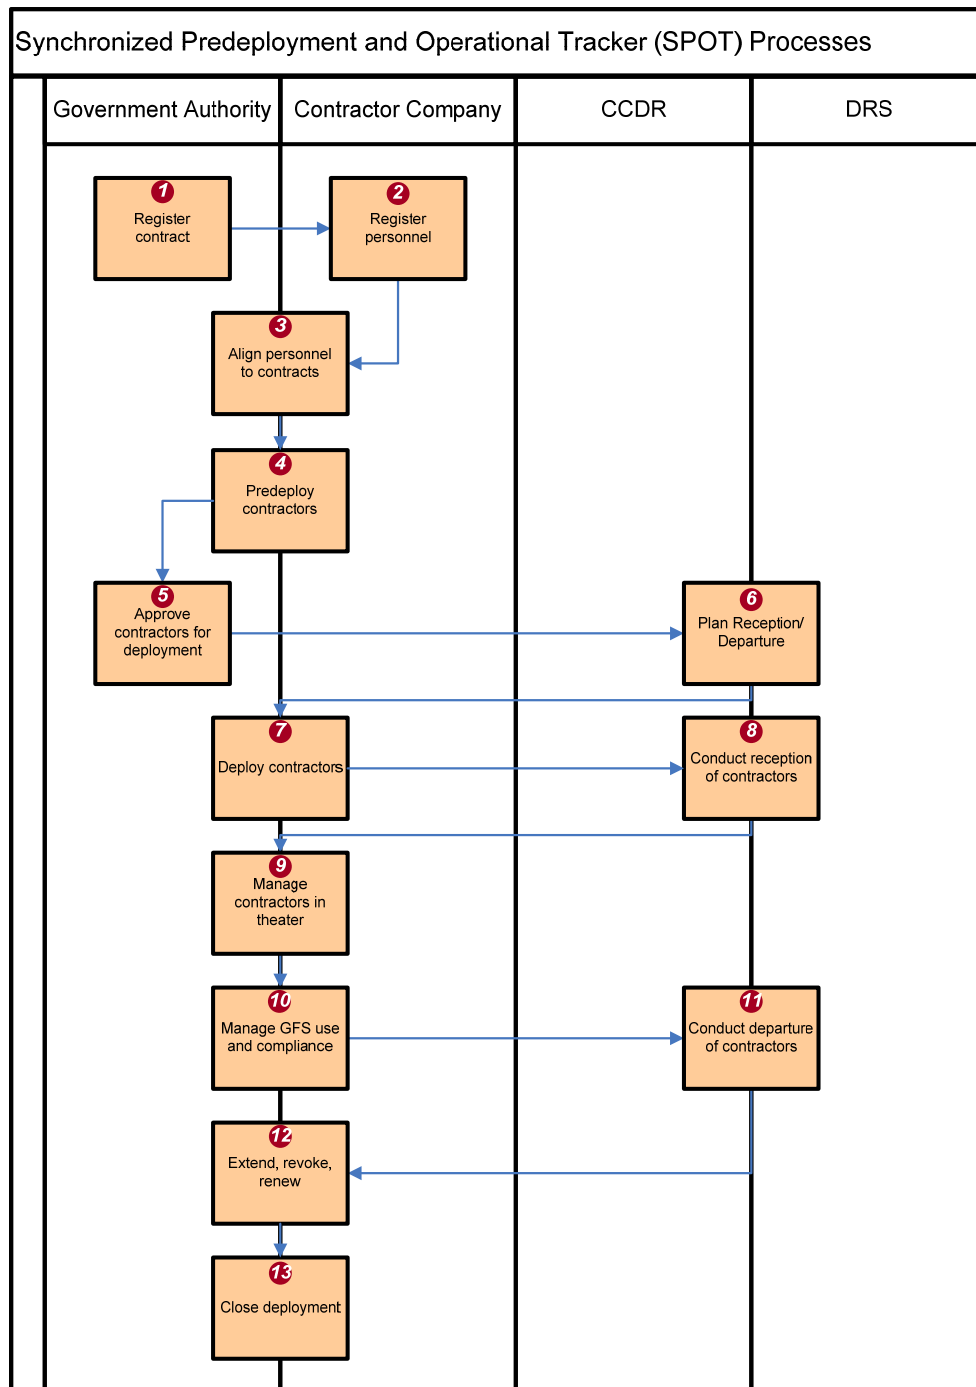 Synchronized Predeployment and Operational Tracker (SPOT) Processes
Government Authority
Contractor Company
CCDR
DRS
1
Register
contract
2
Register
personnel
3
Align personnel
to contracts
4
Predeploy
contractors
5
Approve
contractors for
deployment
6
Plan Reception/
Departure
7
Deploy contractors
8
Conduct reception
of contractors
9
Manage
contractors in
theater
10
Manage GFS use
and compliance
11
Conduct departure
of contractors
12
Extend, revoke,
renew
13
Close deployment